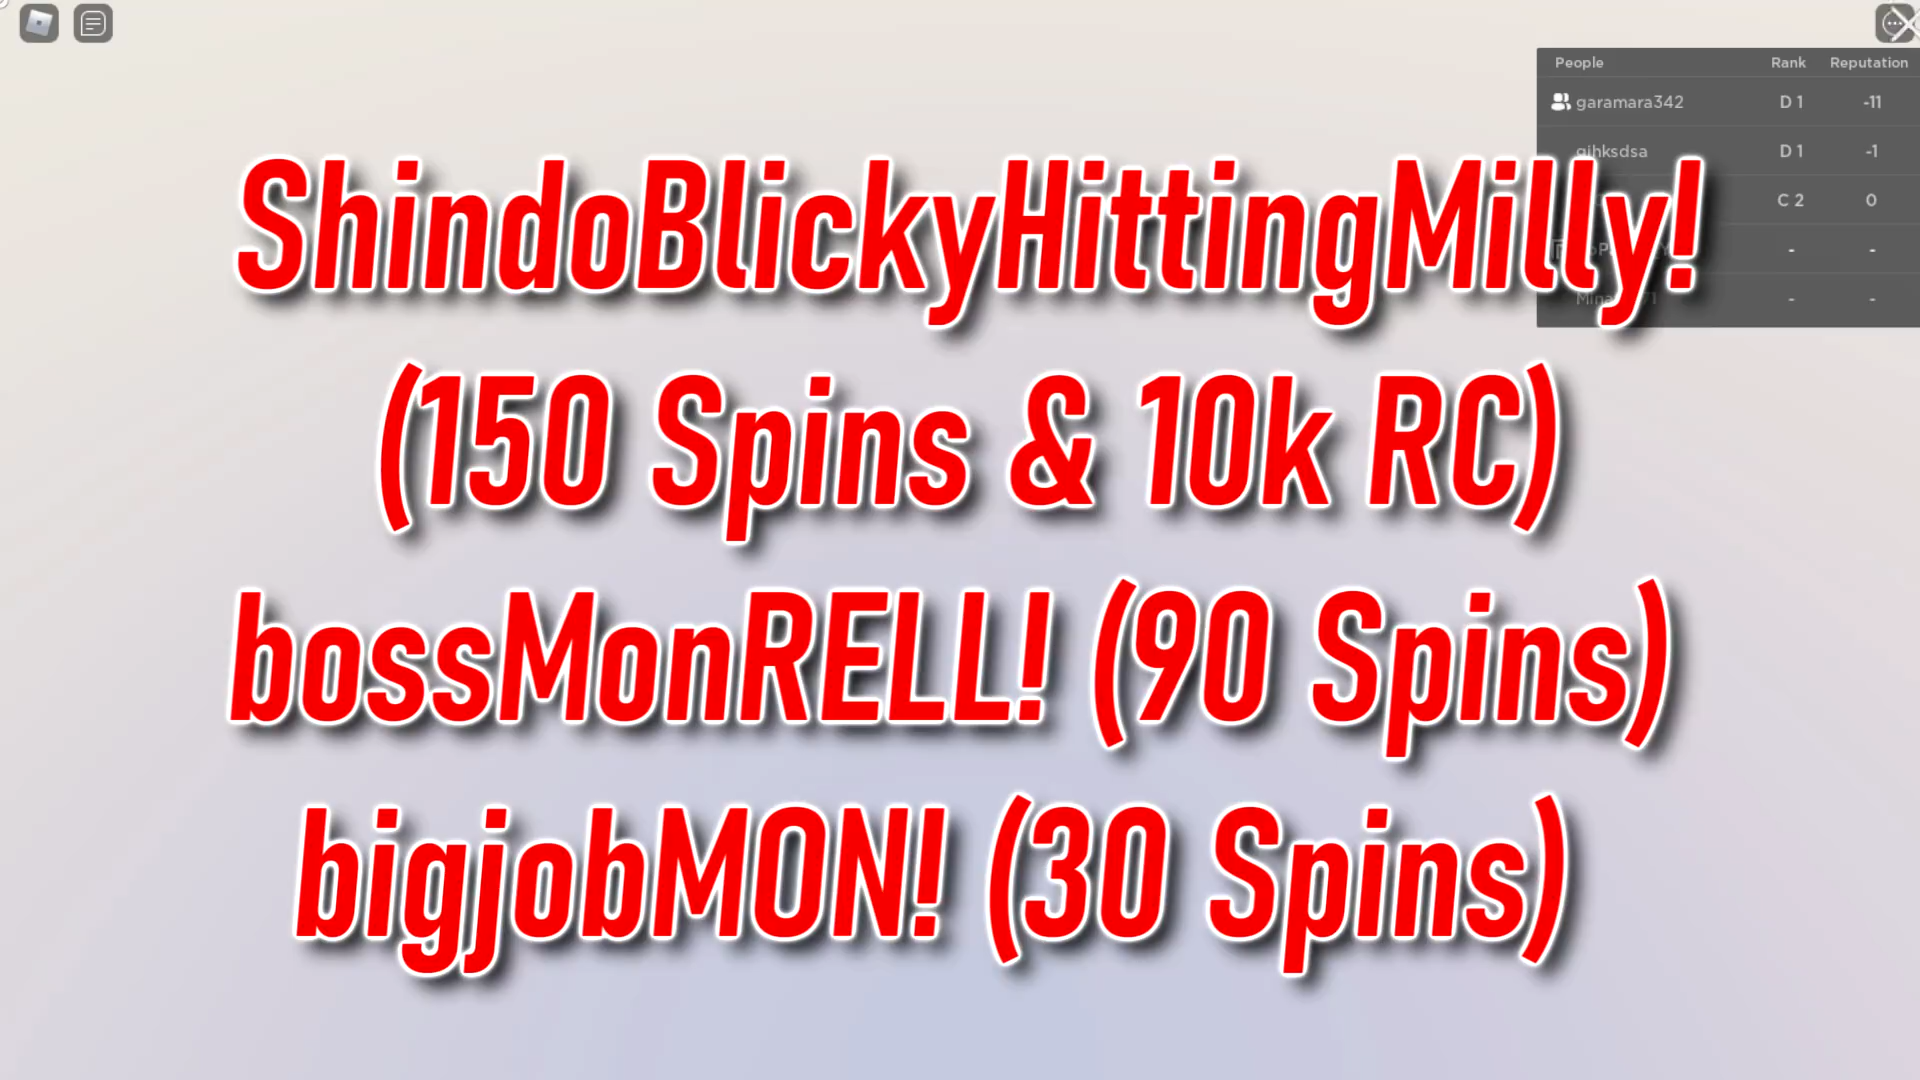 People Rank Reputation
garamara342 D 1 -11
gihksdsa D 1 -1
C 2 0
- -
- -
ShindoBlickyHittingMilly!
(150 Spins & 10k RC)
bossMonRELL! (90 Spins)
bigjobMON! (30 Spins)